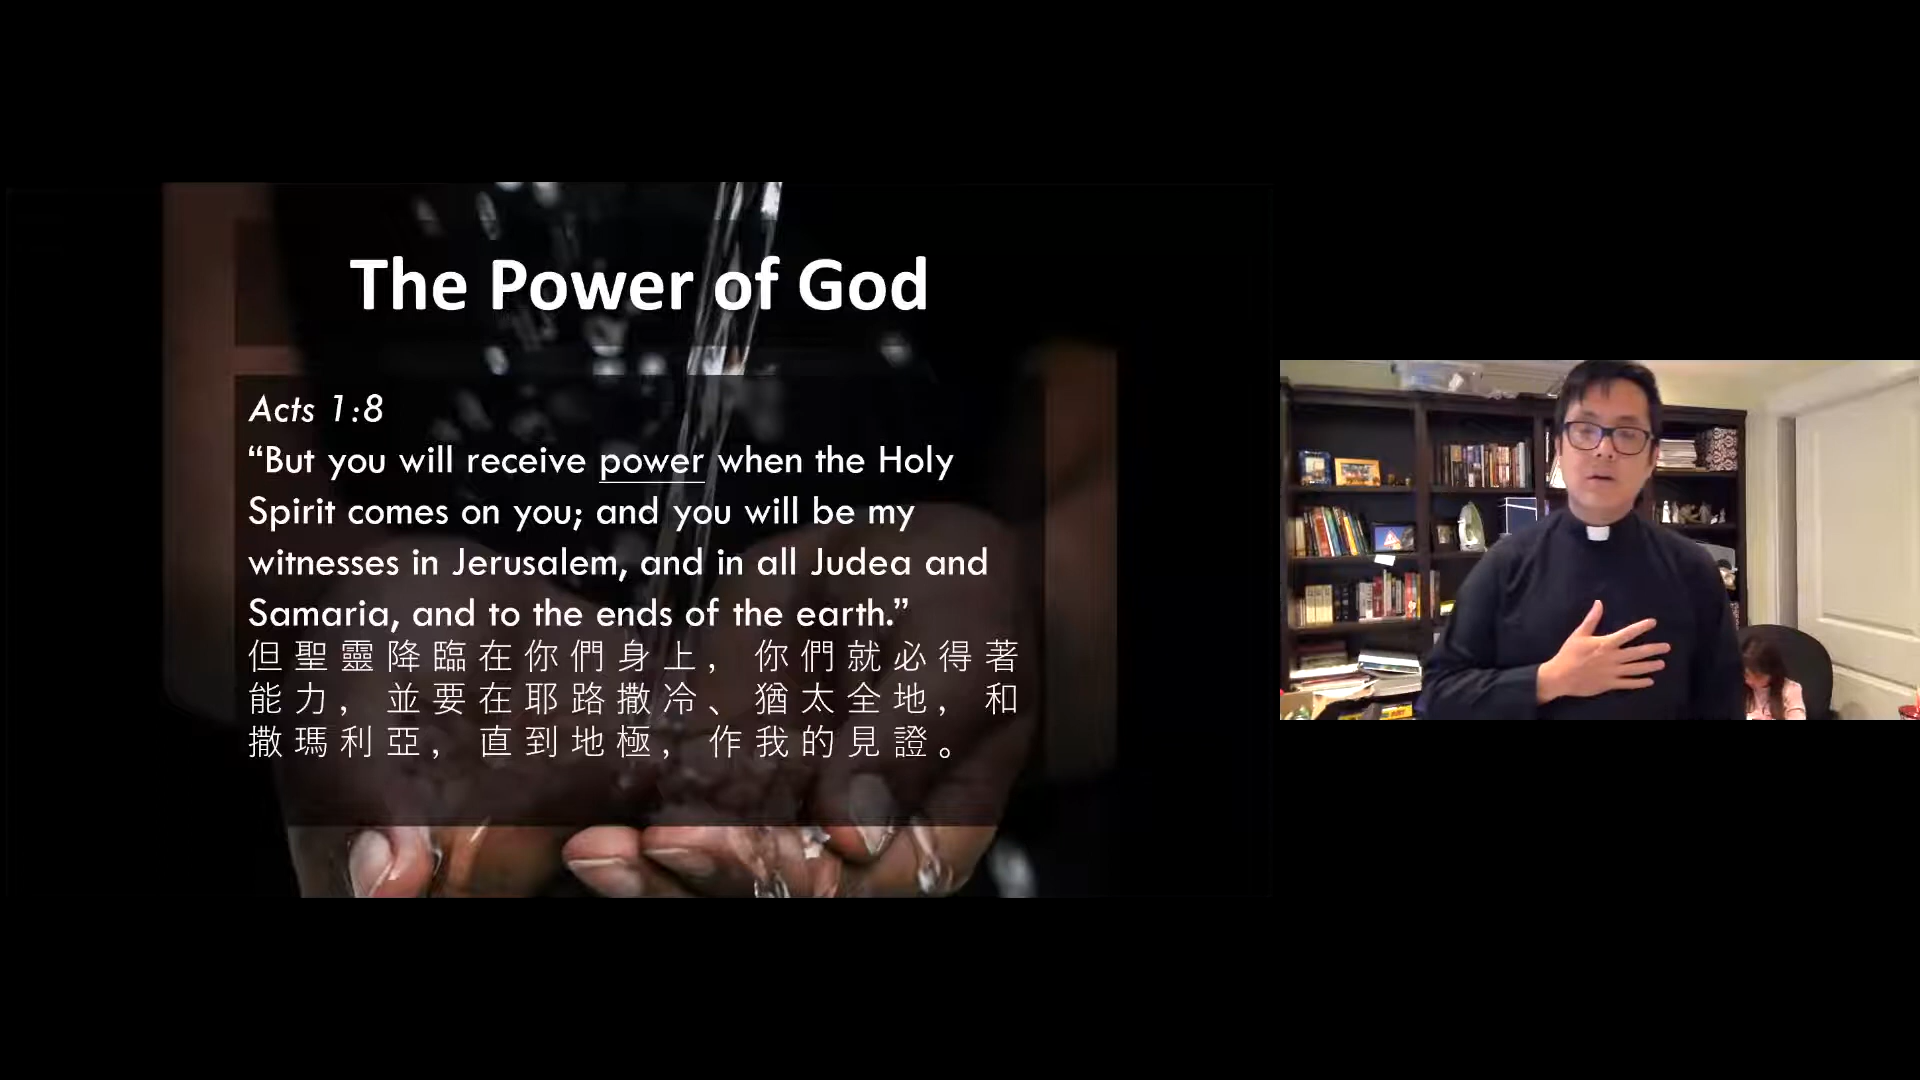 The Power of God
Acts 1:8
“But you will receive power when the Holy
Spirit comes on you; and you will be my
witnesses in Jerusalem, and in all Judea and
Samaria, and to the ends of the earth.”
但聖靈降臨在你們身上，你們就必得著
能力，並要在耶路撒冷、猶太全地，和
撒瑪利亞，直到地極，作我的見證。